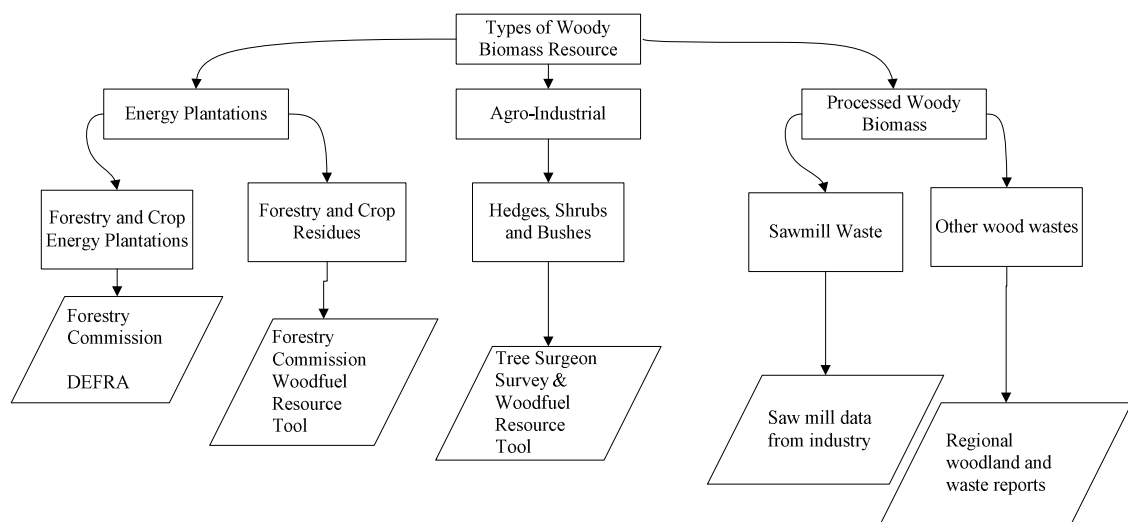 Types of Woody
Biomass Resource
Energy Plantations
Agro-Industrial
Processed Woody
Biomass
Forestry and Crop
Energy Plantations
Forestry and Crop
Residues
Hedges, Shrubs
and Bushes
Sawmill Waste
Other wood wastes
Forestry
Commission
DEFRA
Forestry
Commission
Woodfuel
Resource
Tool
Tree Surgeon
Survey &
Woodfuel
Resource
Tool
Saw mill data
from industry
Regional
woodland and
waste reports